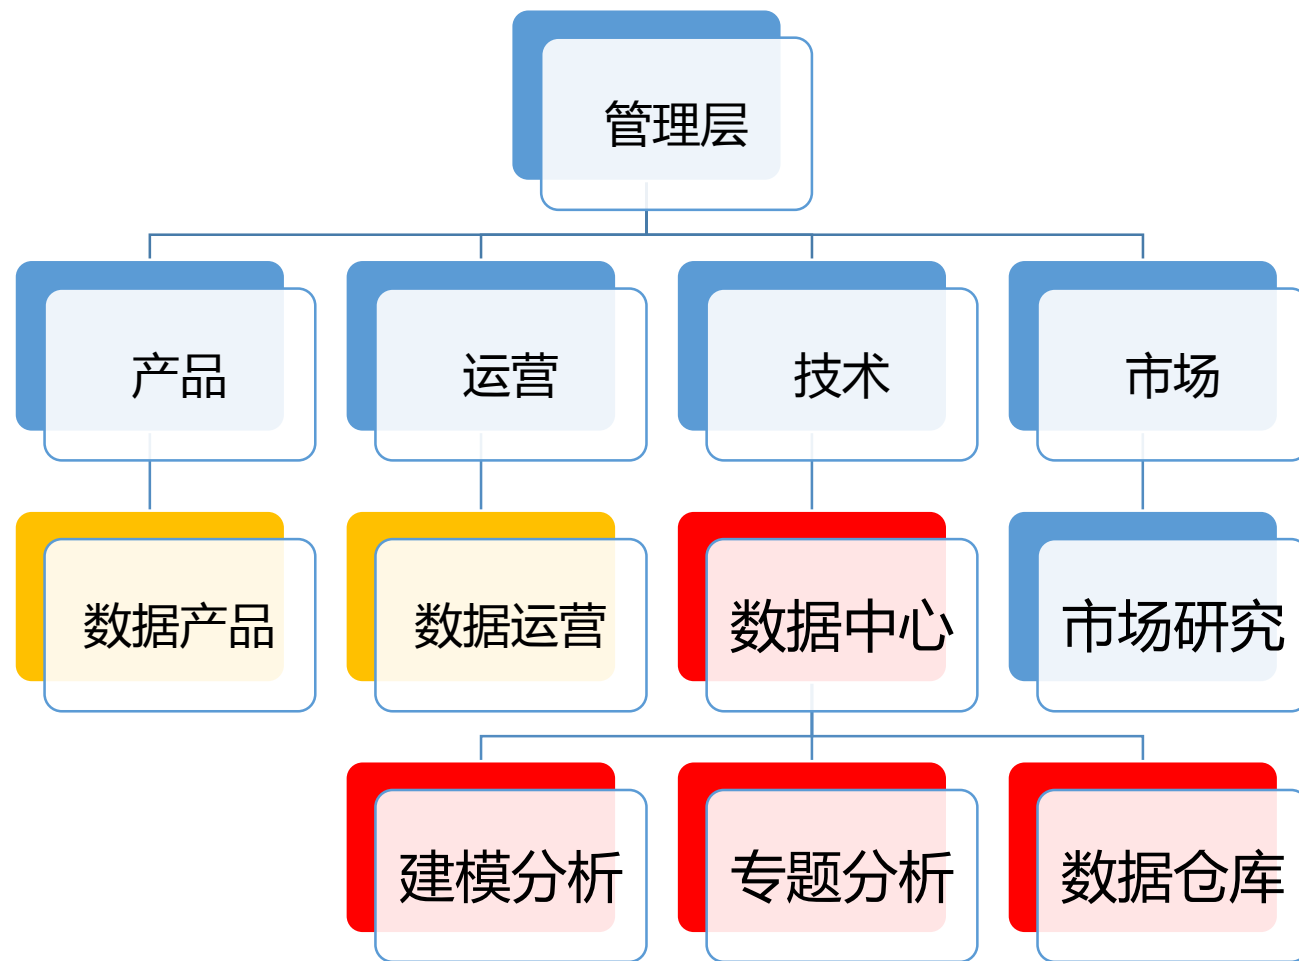 管理层
产品
运营
技术
市场
数据产品
数据运营
数据中心
市场研究
建模分析
专题分析
数据仓库